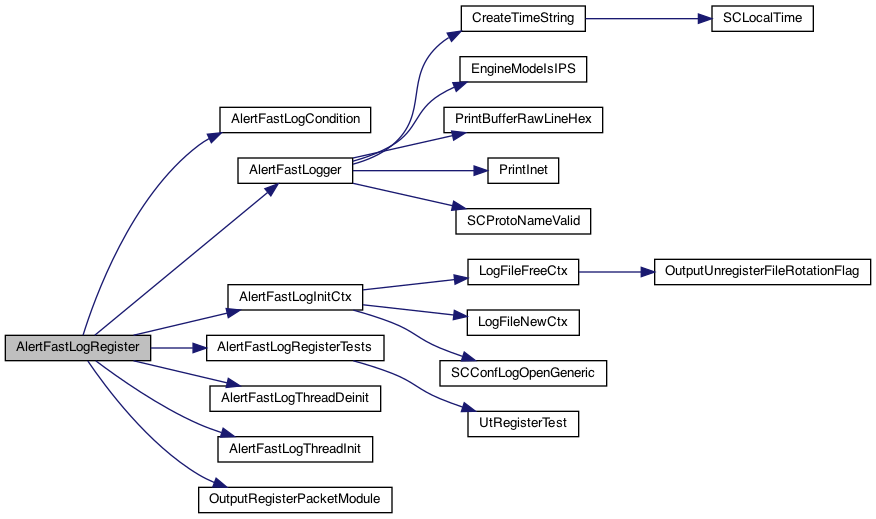 CreateTimeString
SCLocalTime
EngineModeIsIPS
AlertFastLogCondition
PrintBufferRawLineHex
AlertFastLogger
PrintInet
SCProtoNameValid
LogFileFreeCtx
OutputUnregisterFileRotationFlag
AlertFastLogInitCtx
LogFileNewCtx
AlertFastLogRegister
AlertFastLogRegisterTests
SCConfLogOpenGeneric
AlertFastLogThreadDeinit
UtRegisterTest
AlertFastLogThreadInit
OutputRegisterPacketModule